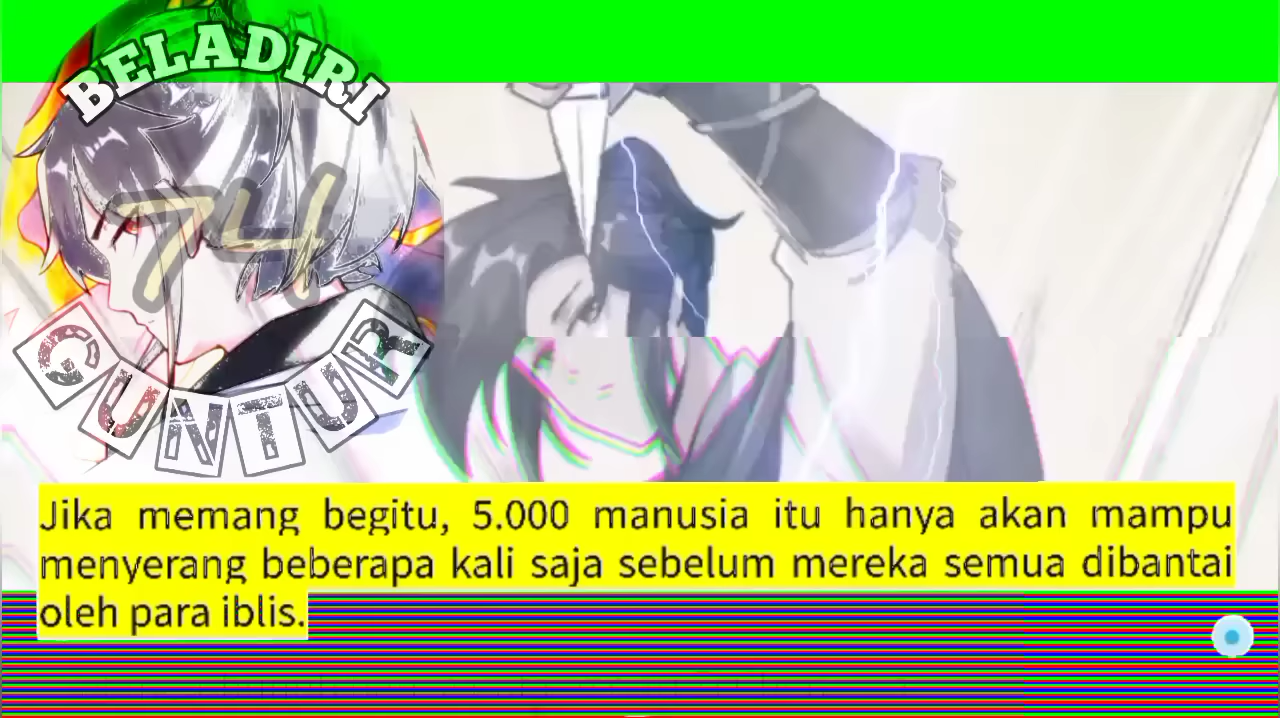 BELADIRI
74
GUNTUR
Jika memang begitu, 5.000 manusia itu hanya akan mampu
menyerang beberapa kali saja sebelum mereka semua dibantai
oleh para iblis.